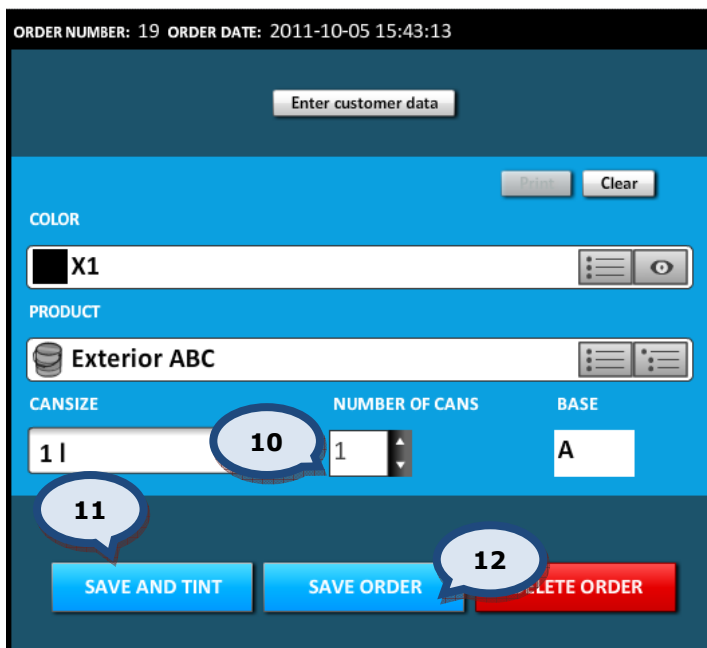 ORDER NUMBER: 19 ORDER DATE: 2011-10-05 15:43:13
Enter customer data
Print Clear
COLOR
X1
PRODUCT
Exterior ABC
CANSIZE NUMBER OF CANS BASE
1 l 10 1 A
11
12
SAVE AND TINT SAVE ORDER DELETE ORDER